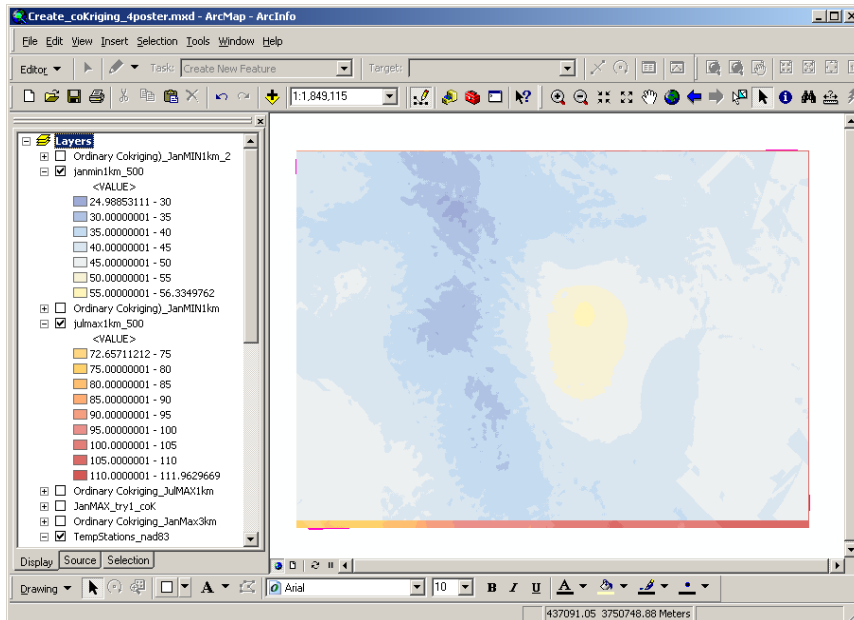 Create_coKriging_4poster.mxd - ArcMap - ArcInfo
File Edit View Insert Selection Tools Window Help
Editor Task: Create New Feature Target:
1:1,849,115
Layers
Ordinary Cokriging)_JanMIN1km_2
janmin1km_500
<VALUE>
24.98853111 - 30
30.00000001 - 35
35.00000001 - 40
40.00000001 - 45
45.00000001 - 50
50.00000001 - 55
55.00000001 - 56.3349762
Ordinary Cokriging)_JanMIN1km
julmax1km_500
<VALUE>
72.65711212 - 75
75.00000001 - 80
80.00000001 - 85
85.00000001 - 90
90.00000001 - 95
95.00000001 - 100
100.0000001 - 105
105.0000001 - 110
110.0000001 - 111.9629669
Ordinary Cokriging_JulMAX1km
JanMAX_try1_coK
Ordinary Cokriging_JanMax3km
TempStations_nad83
Display Source Selection
Drawing A Arial 10 B I U A
437091.05 3750748.88 Meters